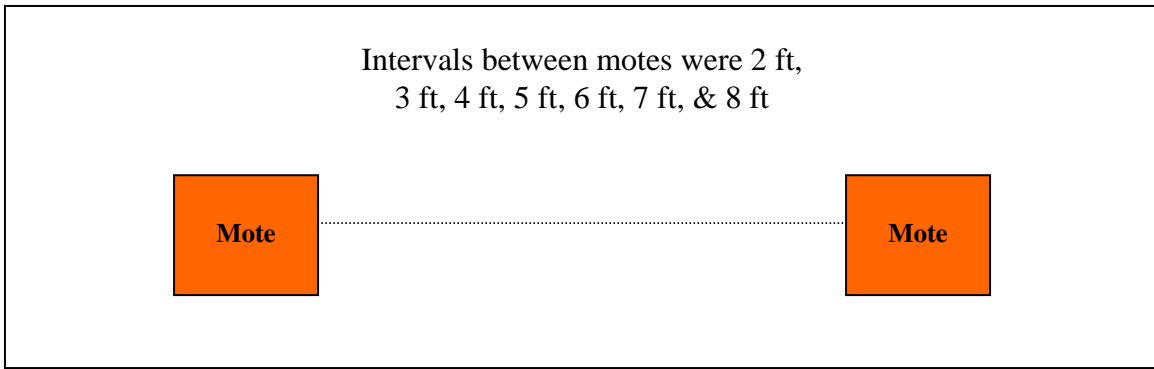 Intervals between motes were 2 ft,
3 ft, 4 ft, 5 ft, 6 ft, 7 ft, & 8 ft
Mote
Mote